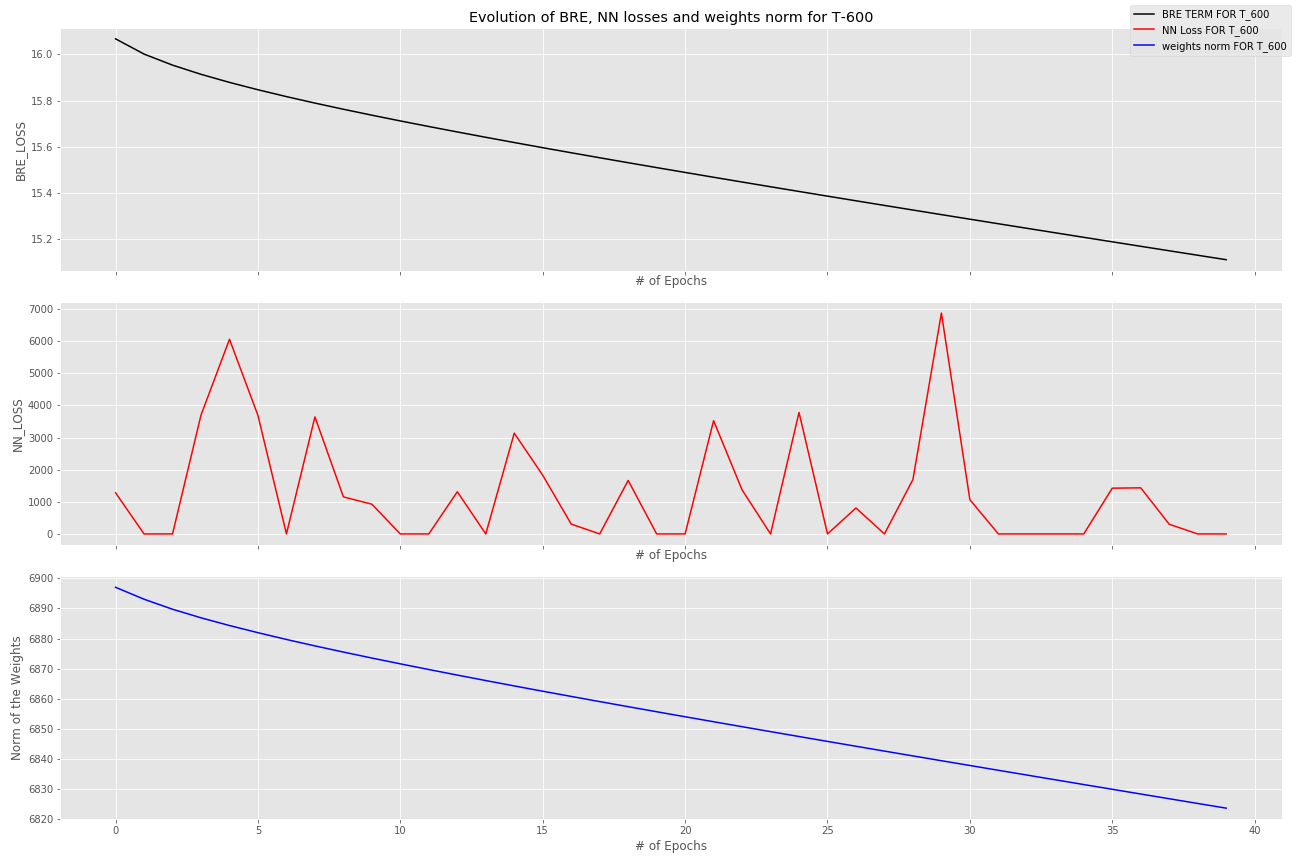 Evolution of BRE, NN losses and weights norm for T-600
BRE TERM FOR T_600
NN Loss FOR T_600
weights norm FOR T_600
BRE_LOSS
16.0
15.8
15.6
15.4
15.2
# of Epochs
NN_LOSS
7000
6000
5000
4000
3000
2000
1000
0
# of Epochs
Norm of the Weights
6900
6890
6880
6870
6860
6850
6840
6830
6820
0 5 10 15 20 25 30 35 40
# of Epochs